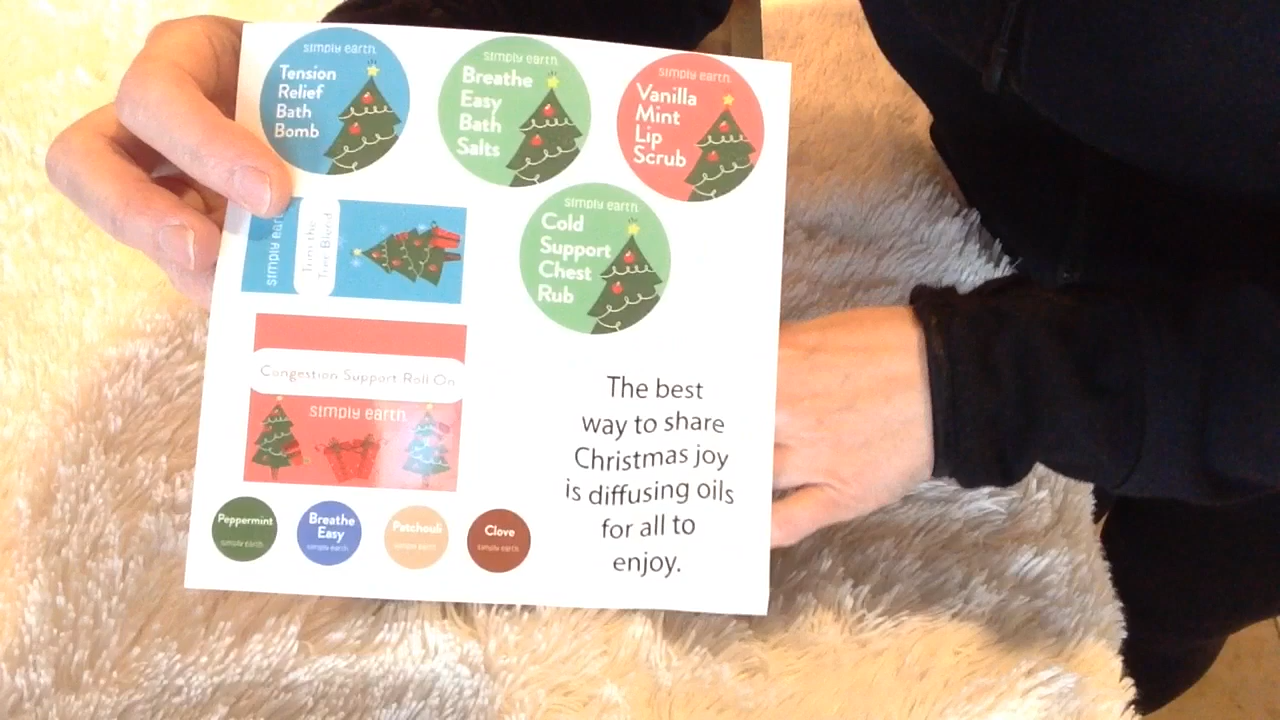 simply earth.
Tension
Relief
Bath
Bomb
simply earth.
Breathe
Easy
Bath
Salts
simply earth.
Vanilla
Mint
Lip
Scrub
simply earth.
Cold
Support
Chest
Rub
simply earth
Turn the
Tree Blend
Congestion Support Roll On
simply earth.
The best
way to share
Christmas joy
is diffusing oils
for all to
enjoy.
Peppermint
simply earth.
Breathe
Easy
simply earth.
Patchouli
simply earth.
Clove
simply earth.